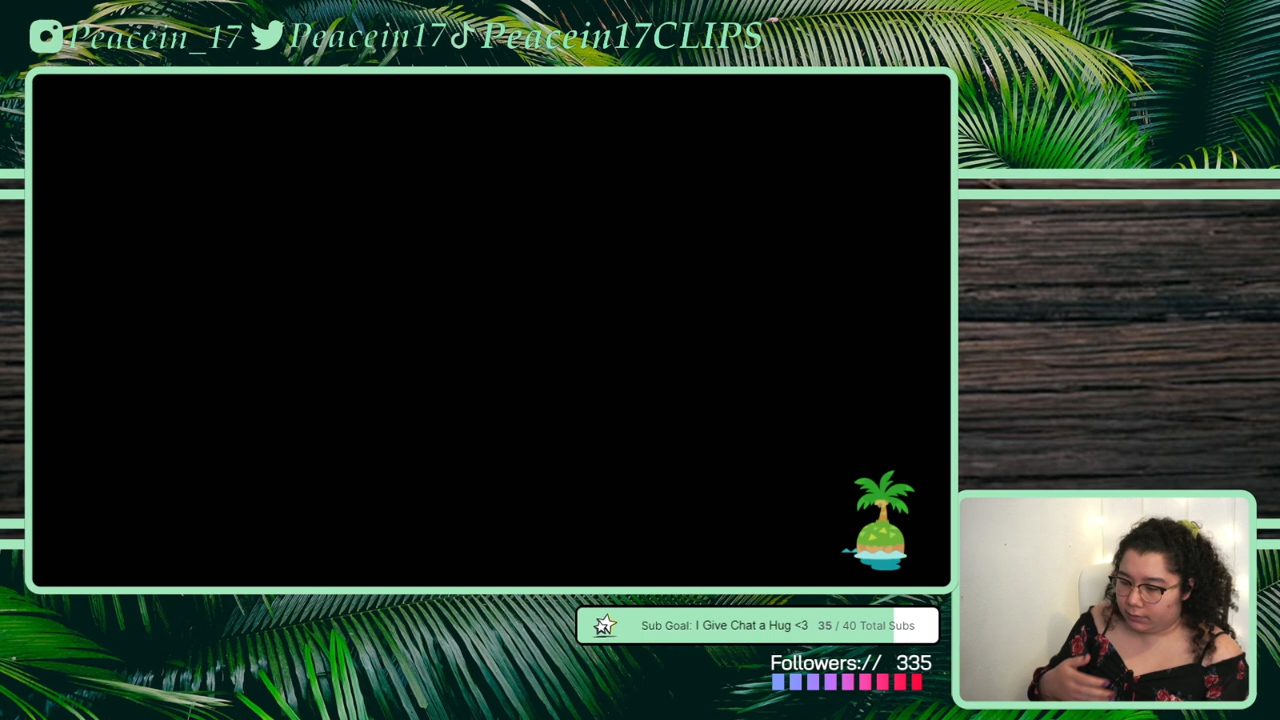 Peacein_17 Peacein17 Peacein17CLIPS
Sub Goal: I Give Chat a Hug <3 35 / 40 Total Subs
Followers:// 335